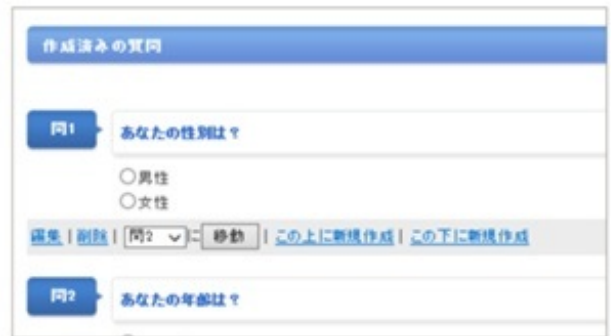 作成済みの質問
問1 あなたの性別は？
○男性
○女性
編集 | 削除 | 問2 に 移動 | この上に新規作成 | この下に新規作成
問2 あなたの年齢は？